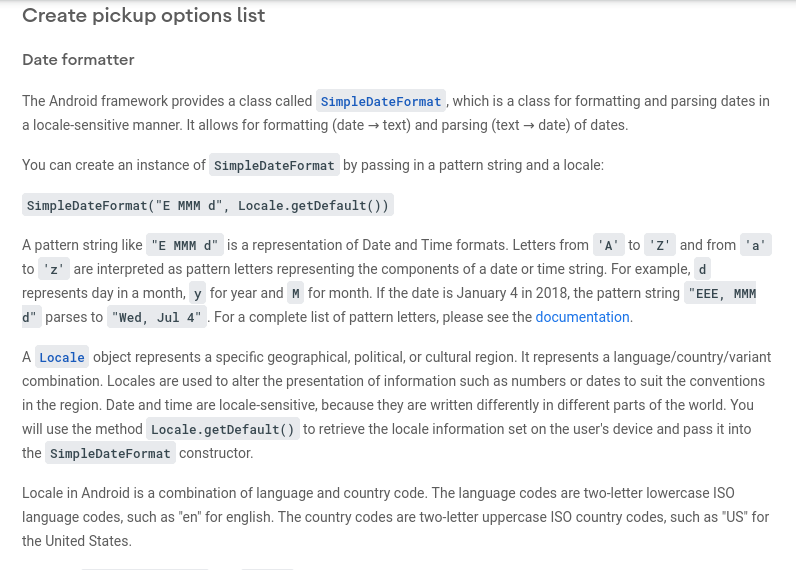 Create pickup options list
Date formatter
The Android framework provides a class called SimpleDateFormat, which is a class for formatting and parsing dates in
a locale-sensitive manner. It allows for formatting (date → text) and parsing (text → date) of dates.
You can create an instance of SimpleDateFormat by passing in a pattern string and a locale:
SimpleDateFormat("E MMM d", Locale.getDefault())
A pattern string like "E MMM d" is a representation of Date and Time formats. Letters from 'A' to 'Z' and from 'a'
to 'z' are interpreted as pattern letters representing the components of a date or time string. For example, d
represents day in a month, y for year and M for month. If the date is January 4 in 2018, the pattern string "EEE, MMM
d" parses to "Wed, Jul 4". For a complete list of pattern letters, please see the documentation.
A Locale object represents a specific geographical, political, or cultural region. It represents a language/country/variant
combination. Locales are used to alter the presentation of information such as numbers or dates to suit the conventions
in the region. Date and time are locale-sensitive, because they are written differently in different parts of the world. You
will use the method Locale.getDefault() to retrieve the locale information set on the user's device and pass it into
the SimpleDateFormat constructor.
Locale in Android is a combination of language and country code. The language codes are two-letter lowercase ISO
language codes, such as "en" for english. The country codes are two-letter uppercase ISO country codes, such as "US" for
the United States.